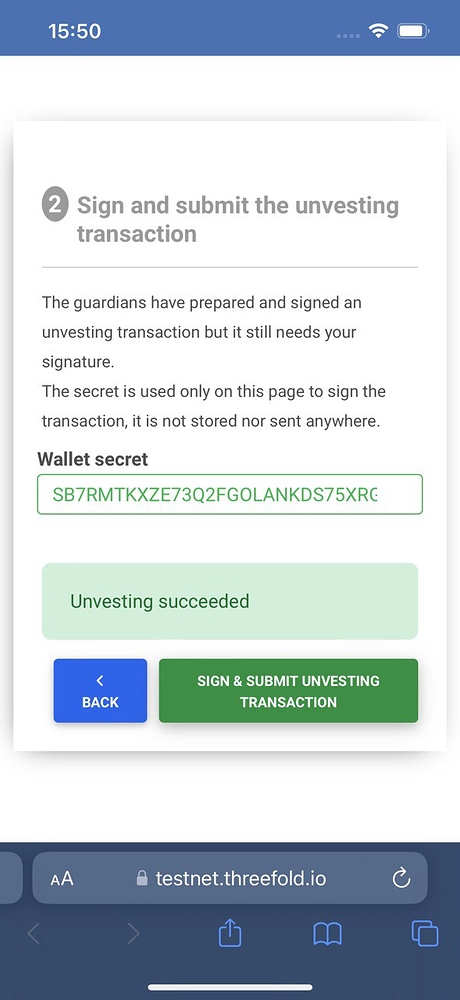 15:50
2 Sign and submit the unvesting
transaction
The guardians have prepared and signed an
unvesting transaction but it still needs your
signature.
The secret is used only on this page to sign the
transaction, it is not stored nor sent anywhere.
Wallet secret
SB7RMTKXZE73Q2FGOLANKDS75XRG
Unvesting succeeded
BACK
SIGN & SUBMIT UNVESTING
TRANSACTION
AA
testnet.threefold.io